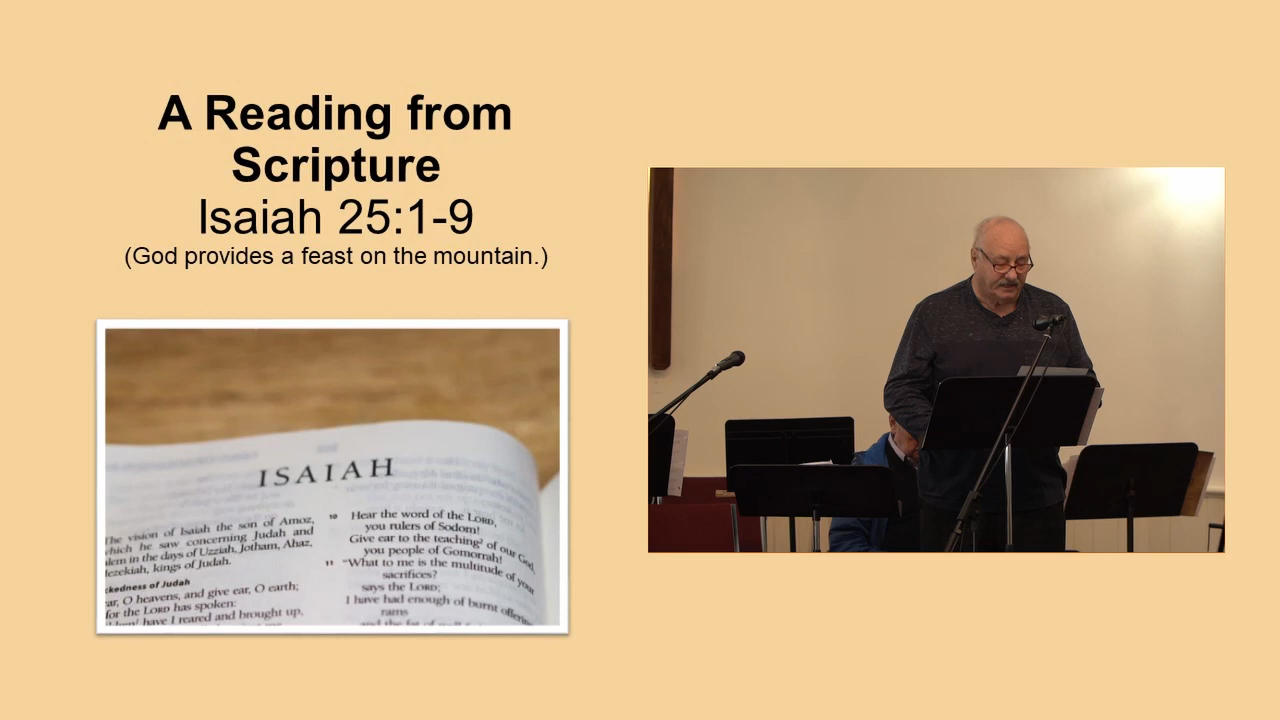 A Reading from
Scripture
Isaiah 25:1-9
(God provides a feast on the mountain.)
ISAIAH
The vision of Isaiah the son of Amoz,
which he saw concerning Judah and
in the days of Uzziah, Jotham, Ahaz,
kings of Judah.
of Judah
O heavens, and give ear, O earth;
for the LORD has spoken:
have I reared and brought up,
10 Hear the word of the LORD,
you rulers of Sodom!
Give ear to the teaching of our God,
you people of Gomorrah!
11 "What to me is the multitude of your
sacrifices?
says the LORD;
I have had enough of burnt
rams
and the fat of